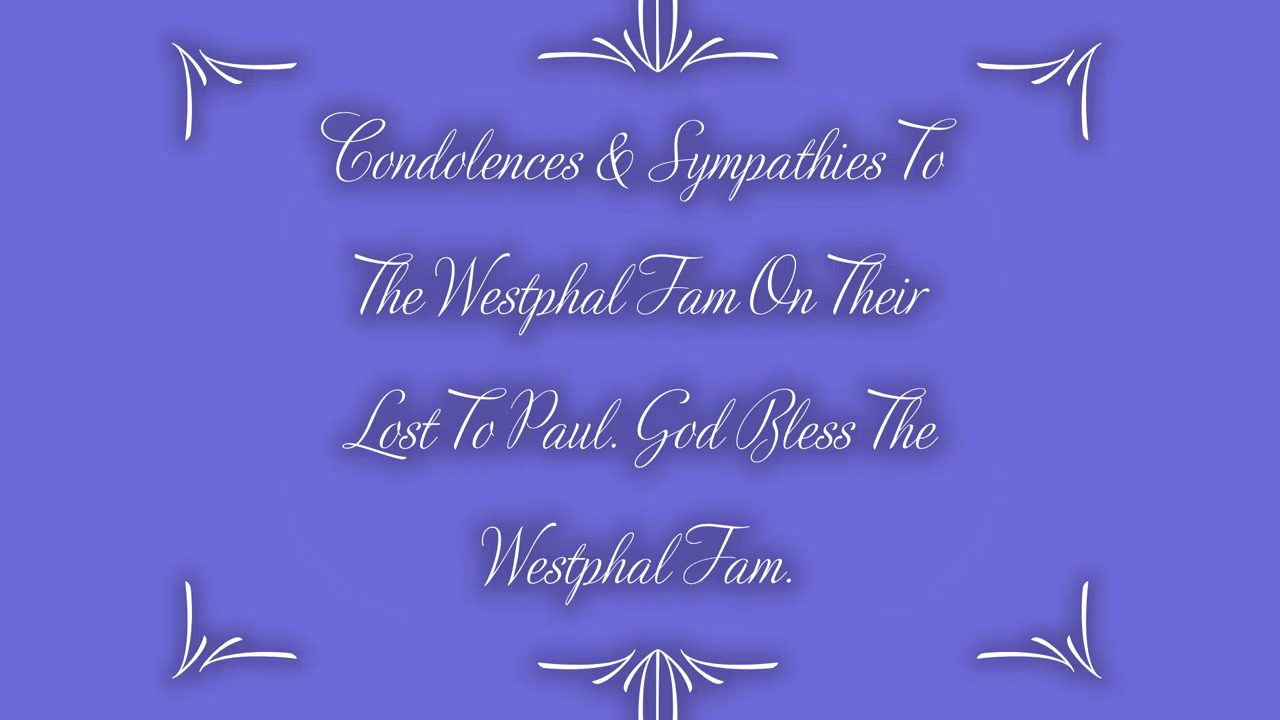 Condolences & Sympathies To
The Westphal Fam On Their
Lost To Paul. God Bless The
Westphal Fam.